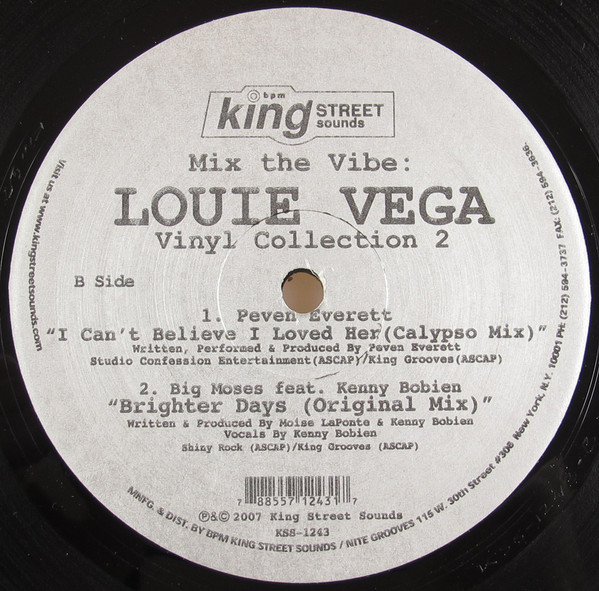 bpm
king STREET
sounds
Mix the Vibe:
LOUIE VEGA
Vinyl Collection 2
B Side
1. Peven Everett
"I Can't Believe I Loved Her(Calypso Mix)"
Written, Performed & Produced By Peven Everett
Studio Confession Entertainment(ASCAP)/King Grooves(ASCAP)
2. Big Moses feat. Kenny Bobien
"Brighter Days (Original Mix)"
Written & Produced By Moise LaPonte & Kenny Bobien
Vocals By Kenny Bobien
Shiny Rock (ASCAP)/King Grooves (ASCAP)
7 88557 12431 7
℗&© 2007 King Street Sounds
KSS-1243
Visit us at www.kingstreetsounds.com
MNFG. & DIST. BY BPM KING STREET SOUNDS / NITE GROOVES 115 W. 30th Street #306 New York, N.Y. 10001 PH: (212) 594-3737 FAX: (212) 594-3636.